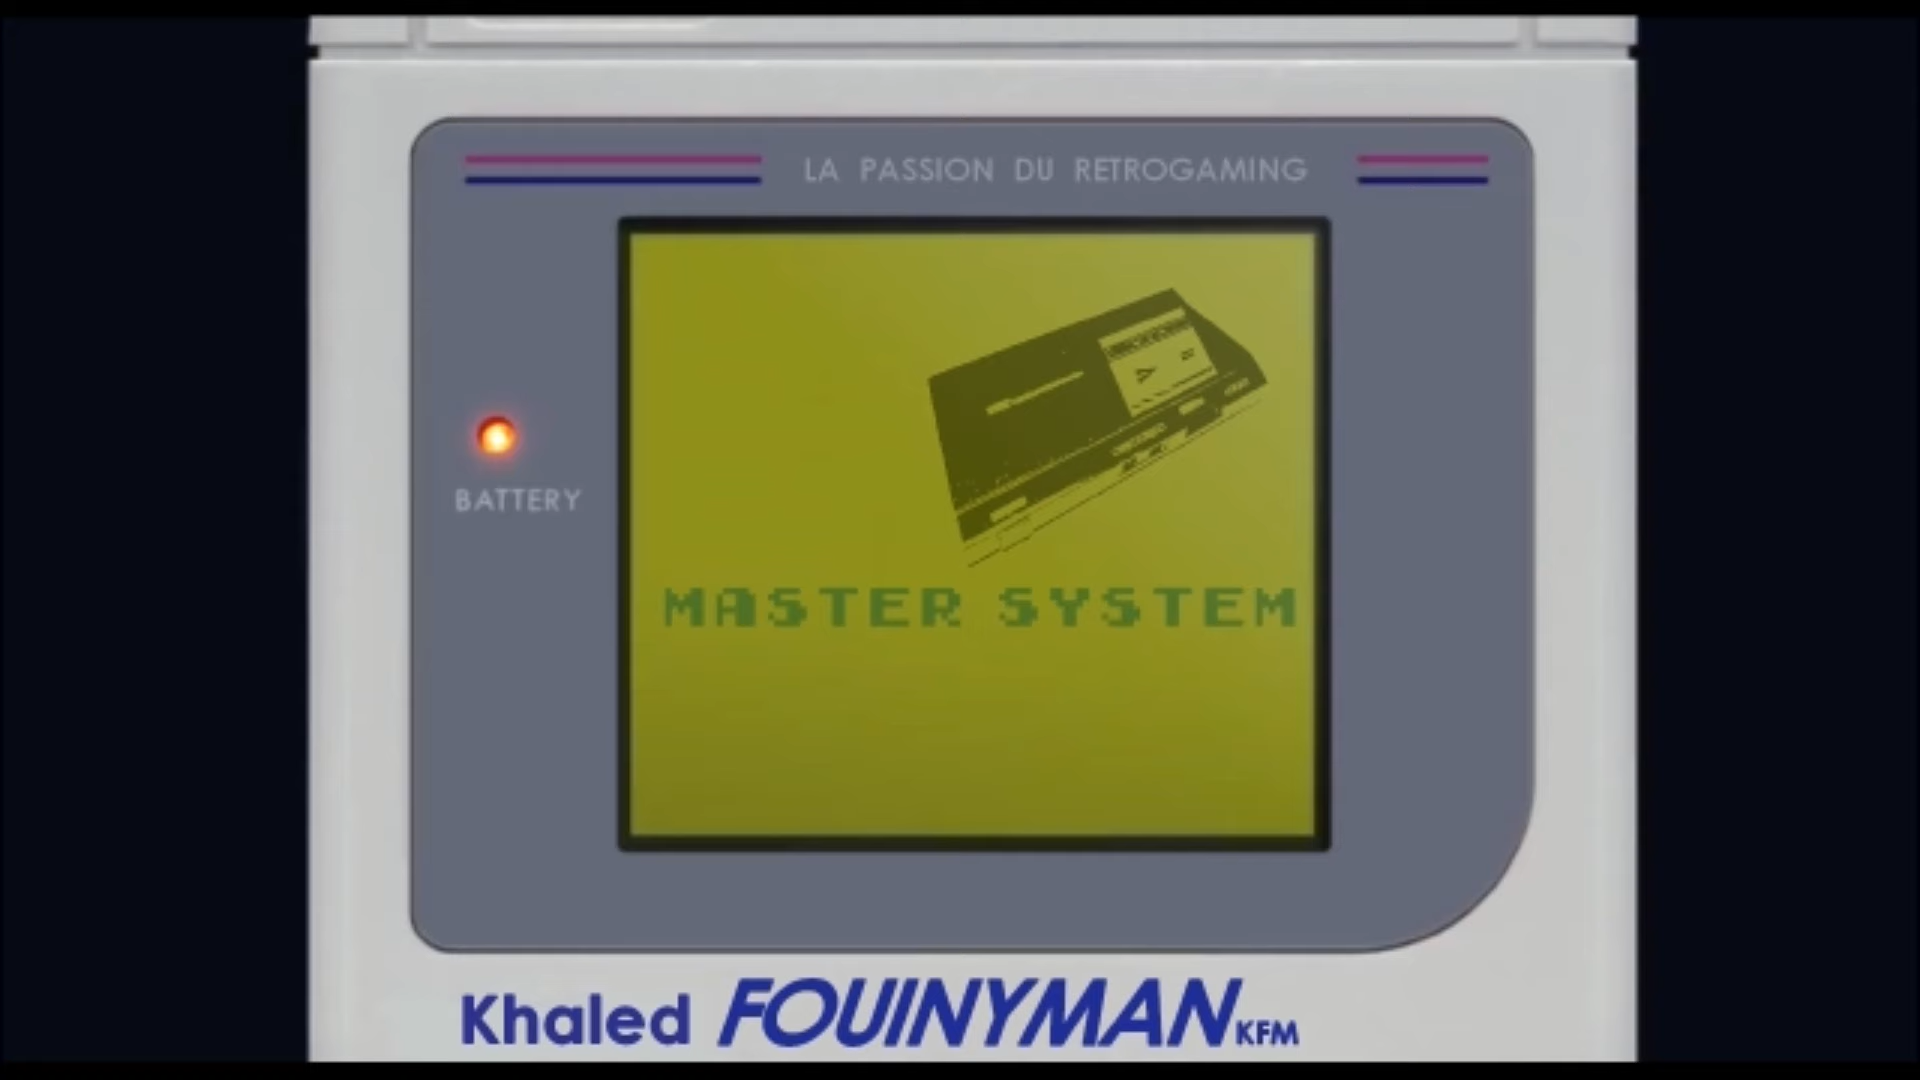 LA PASSION DU RETROGAMING
BATTERY
MASTER SYSTEM
Khaled FOUINYMAN KFM